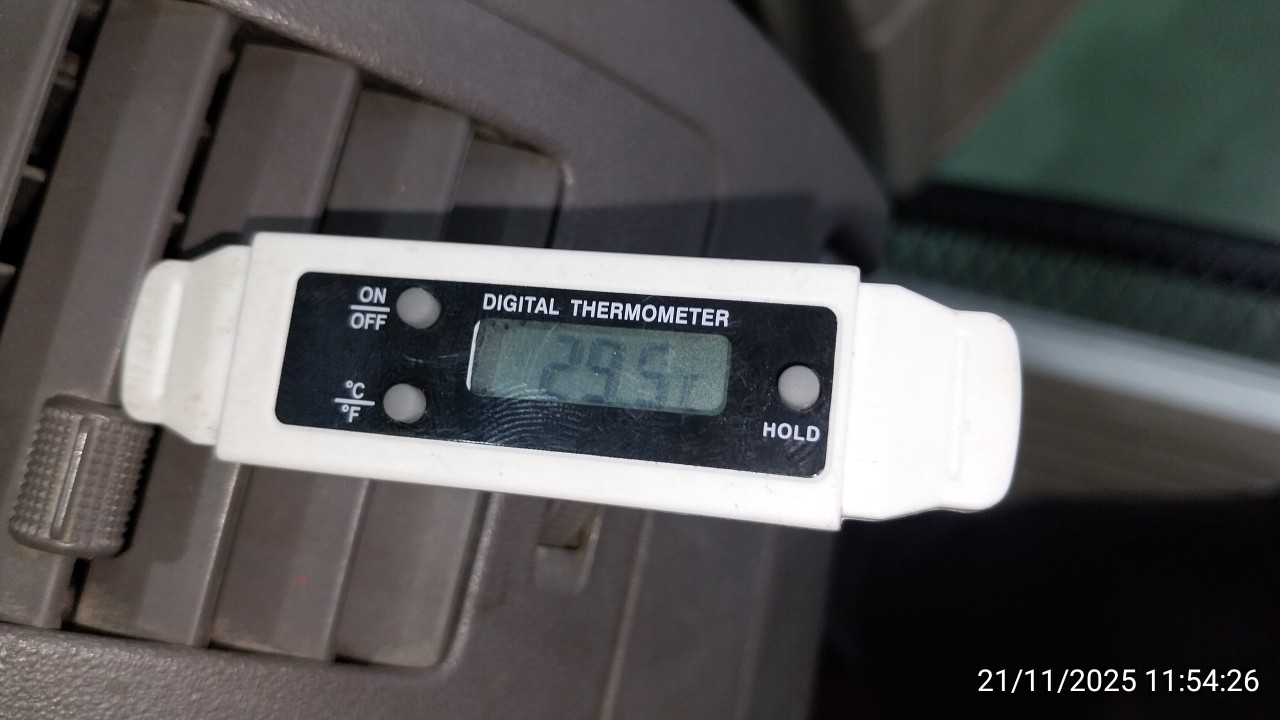 ON
OFF
DIGITAL THERMOMETER
29.5
°C
°F
HOLD
21/11/2025 11:54:26